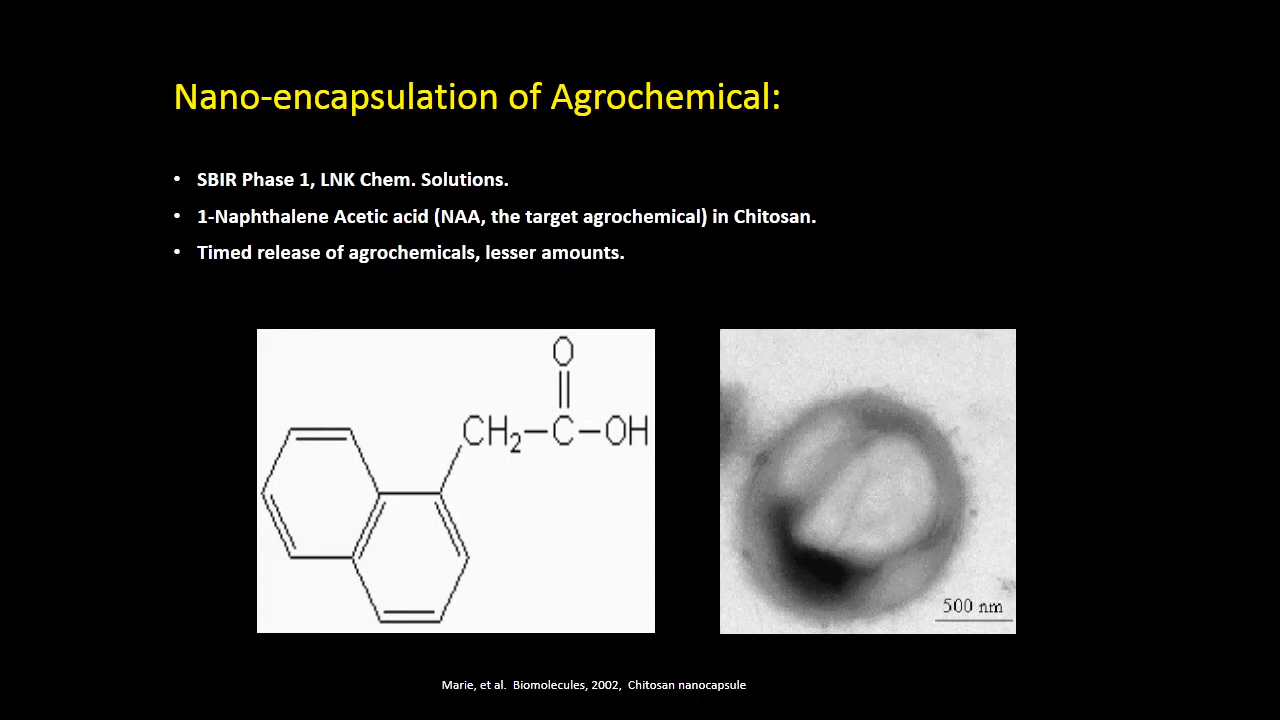 Nano-encapsulation of Agrochemical:
• SBIR Phase 1, LNK Chem. Solutions.
• 1-Naphthalene Acetic acid (NAA, the target agrochemical) in Chitosan.
• Timed release of agrochemicals, lesser amounts.
O
CH₂–C–OH
500 nm
Marie, et al. Biomolecules, 2002, Chitosan nanocapsule